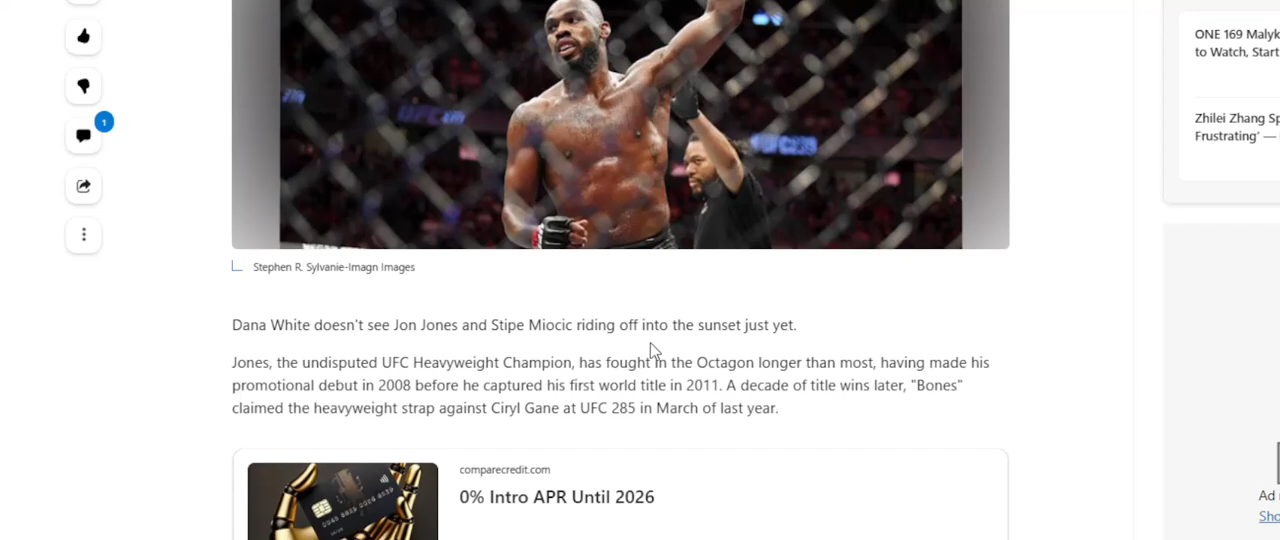 ONE 169 Malyk
to Watch, Start
1
Zhilei Zhang Sp
Frustrating' —
Stephen R. Sylvanie-Imagn Images
Dana White doesn't see Jon Jones and Stipe Miocic riding off into the sunset just yet.
Jones, the undisputed UFC Heavyweight Champion, has fought in the Octagon longer than most, having made his
promotional debut in 2008 before he captured his first world title in 2011. A decade of title wins later, "Bones"
claimed the heavyweight strap against Ciryl Gane at UFC 285 in March of last year.
comparecredit.com
0% Intro APR Until 2026
Ad
Sho